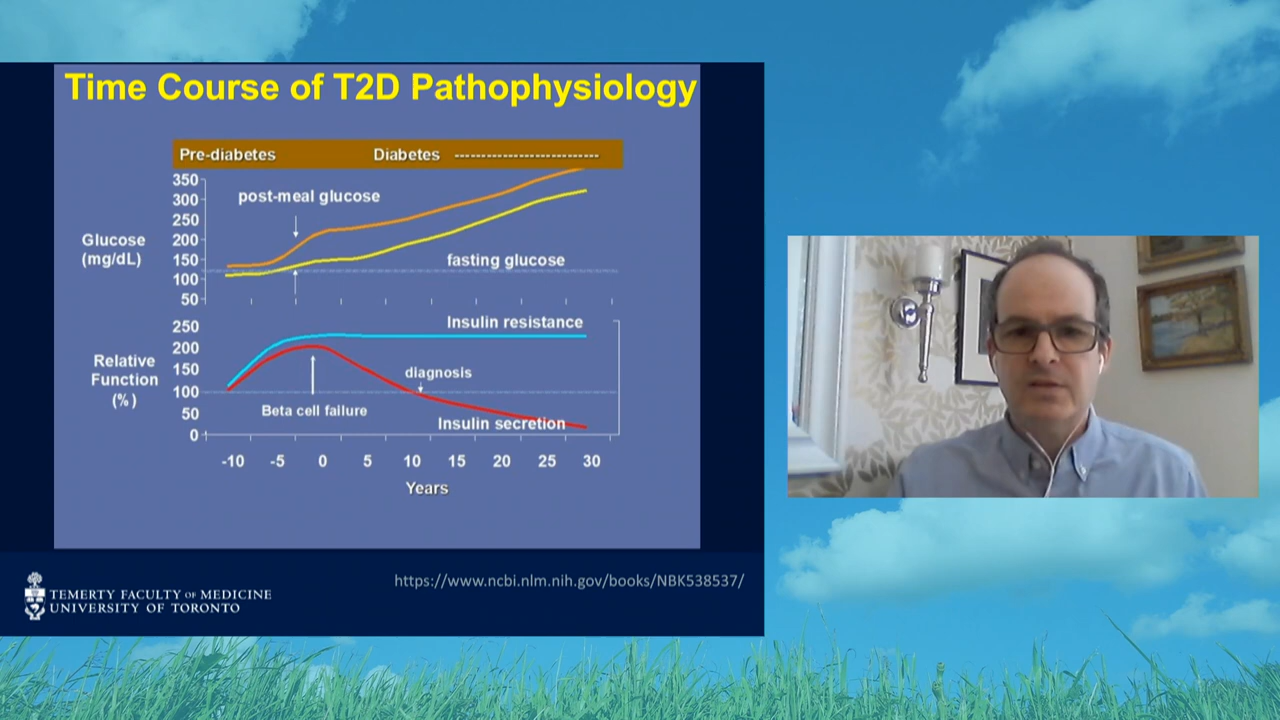 Time Course of T2D Pathophysiology
Pre-diabetes Diabetes ---------------------------
350
300
250
200
150
100
50
post-meal glucose
Glucose
(mg/dL)
fasting glucose
250
200
150
100
50
0
Insulin resistance
Relative
Function
(%)
diagnosis
Beta cell failure
Insulin secretion
-10 -5 0 5 10 15 20 25 30
Years
https://www.ncbi.nlm.nih.gov/books/NBK538537/
TEMERTY FACULTY OF MEDICINE
UNIVERSITY OF TORONTO